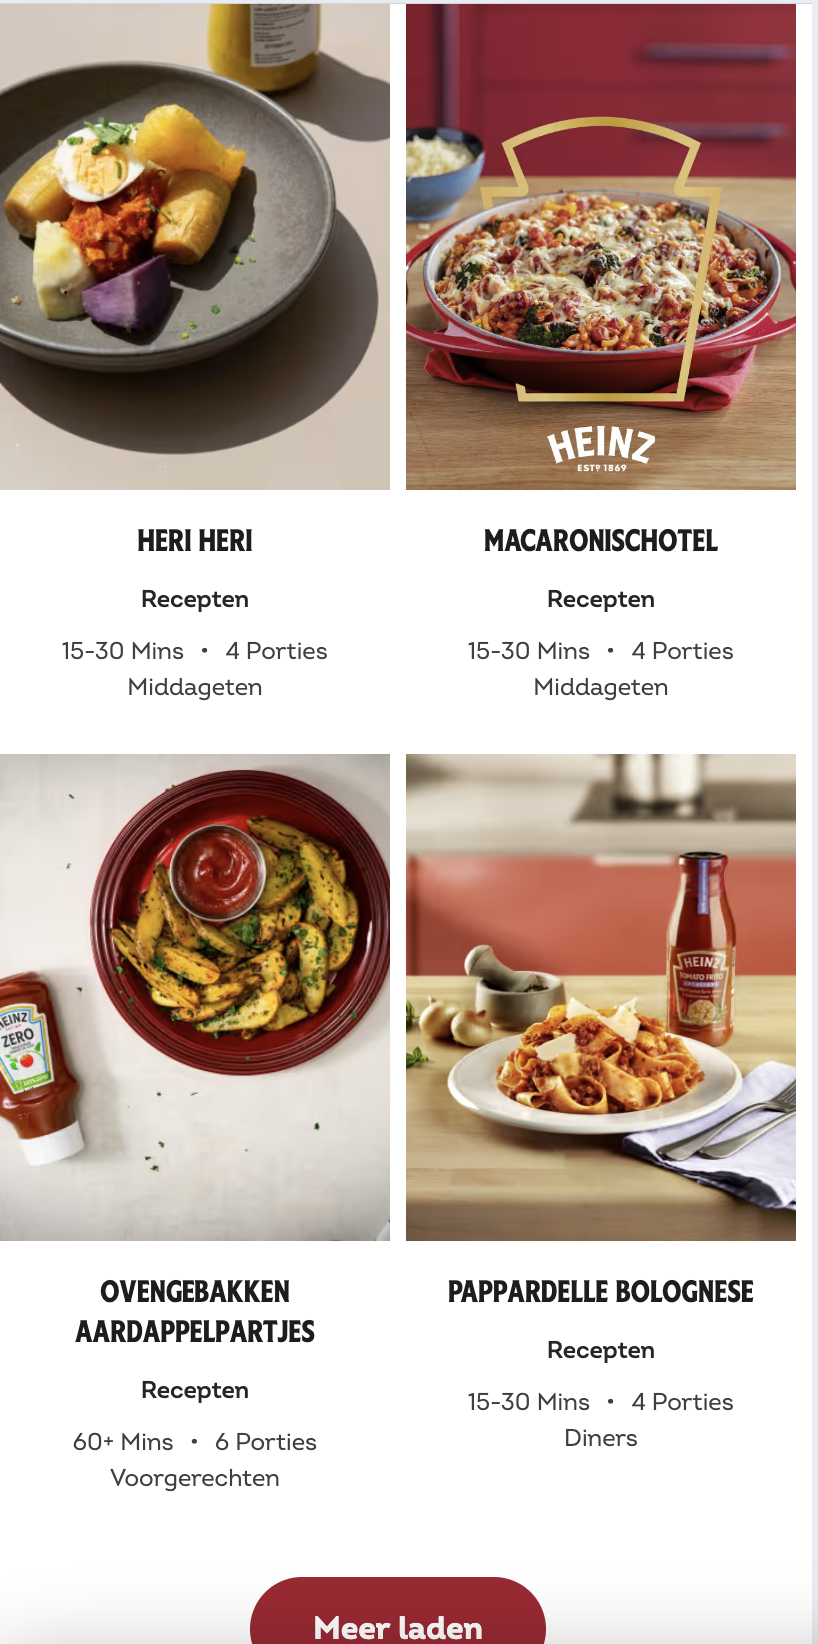 HEINZ
ESTD 1869
HERI HERI
Recepten
15-30 Mins • 4 Porties
Middageten
MACARONISCHOTEL
Recepten
15-30 Mins • 4 Porties
Middageten
HEINZ
ZERO
HEINZ
TOMATO FRITO
OVENGEBAKKEN
AARDAPPELPARTJES
Recepten
60+ Mins • 6 Porties
Voorgerechten
PAPPARDELLE BOLOGNESE
Recepten
15-30 Mins • 4 Porties
Diners
Meer laden